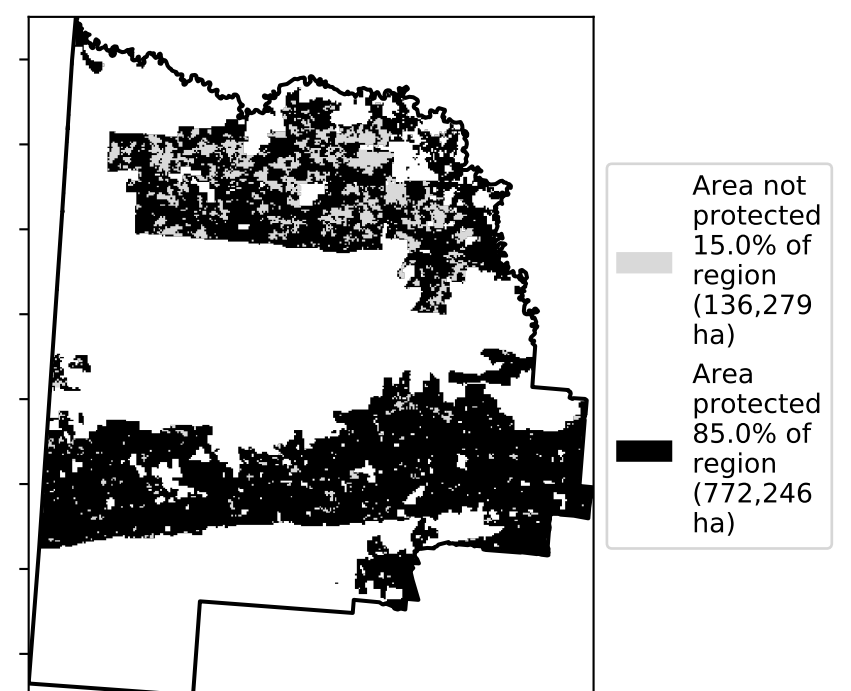 Area not
protected
15.0% of
region
(136,279
ha)
Area
protected
85.0% of
region
(772,246
ha)